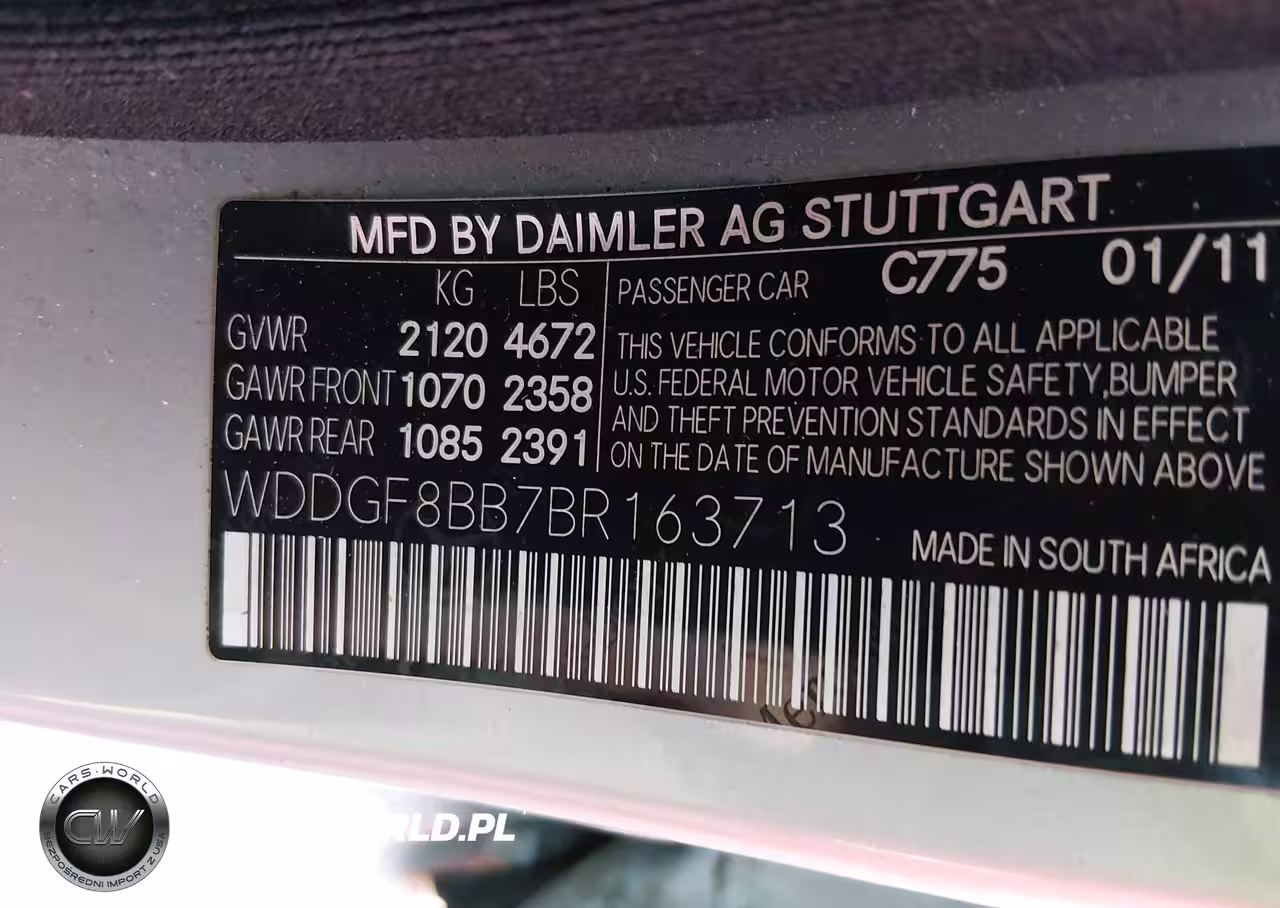 MFD BY DAIMLER AG STUTTGART
KG LBS
GVWR 2120 4672
GAWR FRONT 1070 2358
GAWR REAR 1085 2391
PASSENGER CAR C775 01/11
THIS VEHICLE CONFORMS TO ALL APPLICABLE
U.S. FEDERAL MOTOR VEHICLE SAFETY,BUMPER
AND THEFT PREVENTION STANDARDS IN EFFECT
ON THE DATE OF MANUFACTURE SHOWN ABOVE
WDDGF8BB7BR163713
MADE IN SOUTH AFRICA
CARS·WORLD
CW
BEZPOŚREDNI IMPORT Z USA
RLD.PL